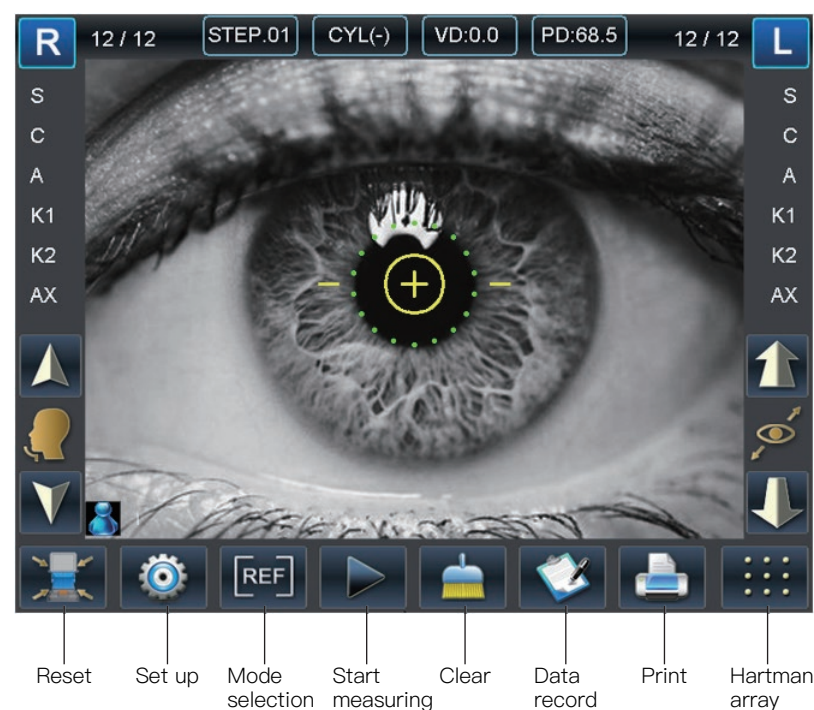 R 12 / 12 STEP.01 CYL(-) VD:0.0 PD:68.5 12 / 12 L
S S
C C
A A
K1 K1
K2 K2
AX AX
REF
Reset Set up Mode selection Start measuring Clear Data record Print Hartman array